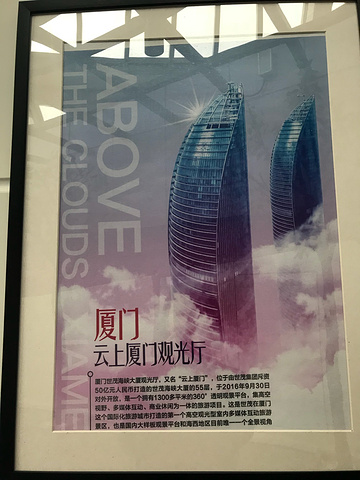 ABOVE
THE CLOUDS
厦门
云上厦门观光厅
厦门世茂海峡大厦观光厅，又名“云上厦门”，位于由世茂集团斥资
50亿元人民币打造的世茂海峡大厦的55层，于2016年9月30日
对外开放，是一个拥有1300多平米的360°透明观景平台，集高空
视野、多媒体互动、商业休闲为一体的旅游项目，这是世茂在厦门
这个国际化旅游城市打造的第一个高空观光型室内多媒体互动旅游
景区，也是国内大样板观景平台和海西地区目前唯一一个全景视角